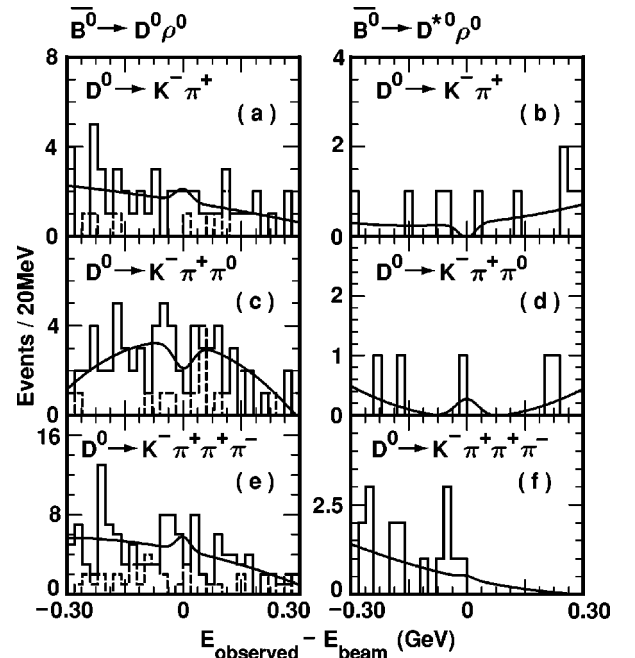 B̅⁰ → D⁰ρ⁰
B̅⁰ → D*⁰ρ⁰
8
D⁰ → K⁻ π⁺
(a)
4
0
4
D⁰ → K⁻ π⁺
(b)
2
0
D⁰ → K⁻ π⁺ π⁰
(c)
6
3
0
D⁰ → K⁻ π⁺ π⁰
(d)
2
1
0
16
D⁰ → K⁻ π⁺ π⁺ π⁻
(e)
8
0
D⁰ → K⁻ π⁺ π⁺ π⁻
(f)
2.5
0
Events / 20MeV
−0.30 0 0.30
−0.30 0 0.30
E_observed − E_beam (GeV)